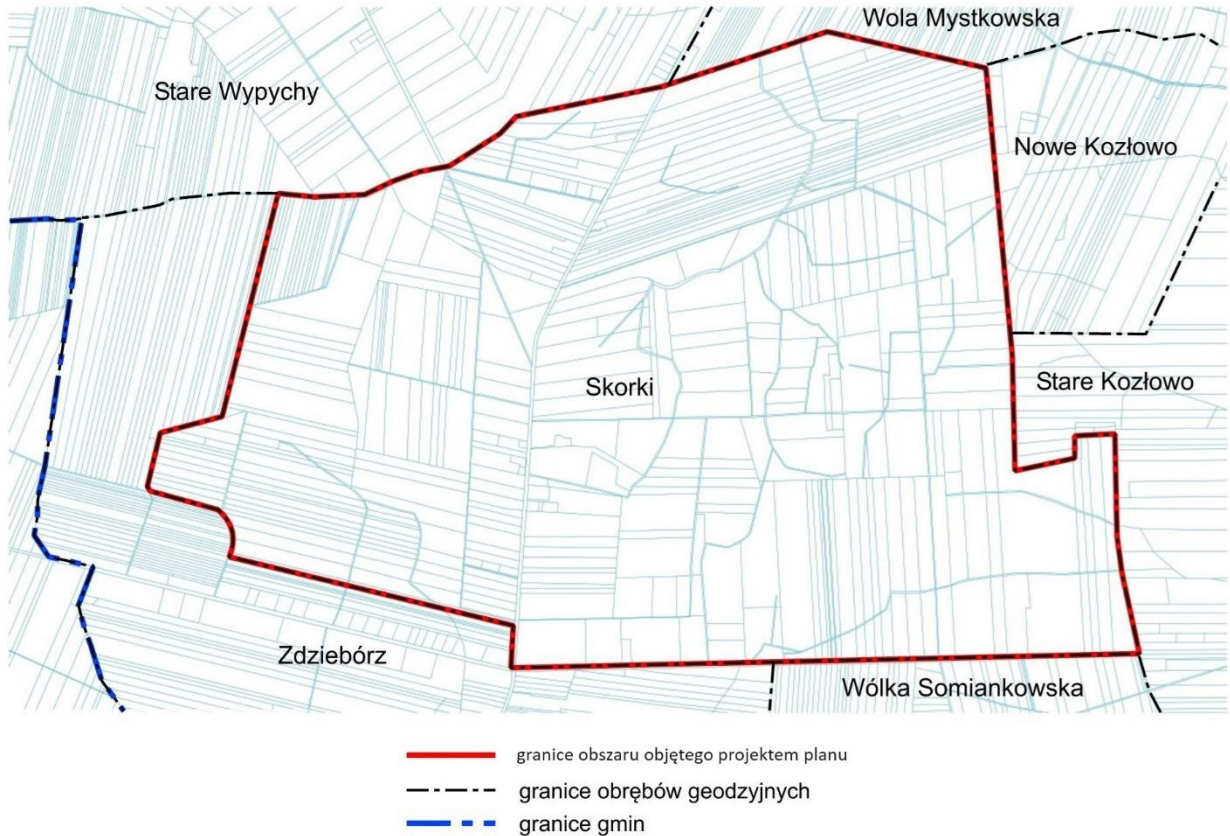 Wola Mystkowska
Stare Wypychy
Nowe Kozłowo
Skorki
Stare Kozłowo
Zdziebórz
Wólka Somiankowska
granice obszaru objętego projektem planu
granice obrębów geodzyjnych
granice gmin